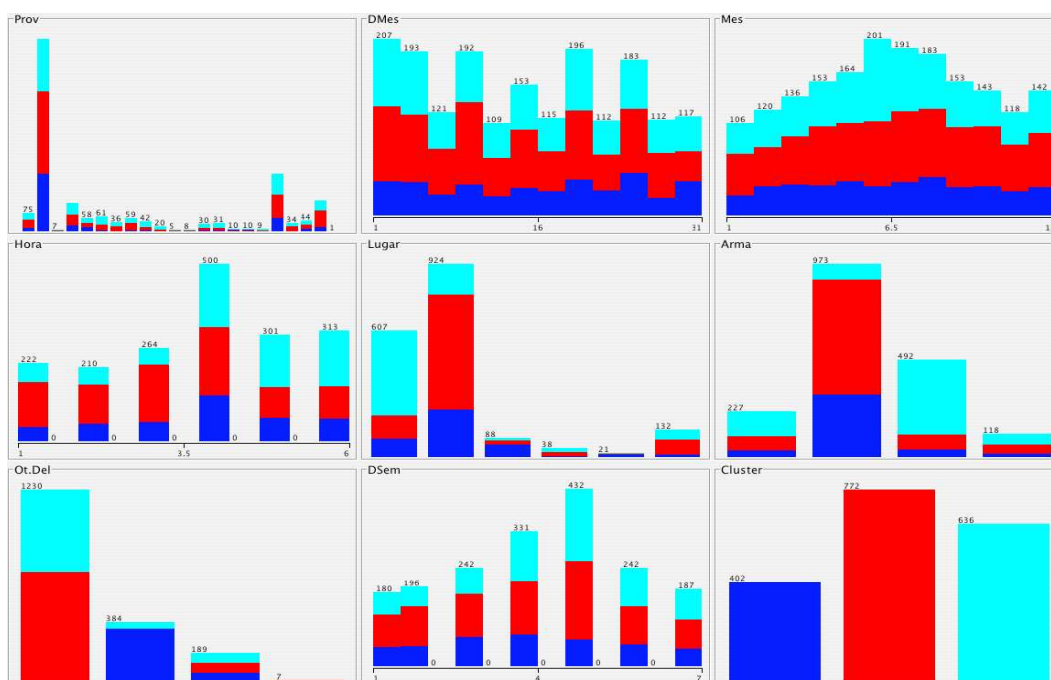 Prov
75 7 58 61 36 59 42 20 5 8 30 31 10 10 9 34 44 1
DMes
207 193 121 192 109 153 115 196 112 183 112 117
1 16 31
Mes
106 120 136 153 164 201 191 183 153 143 118 142
1 6.5
Hora
222 0 210 0 264 0 500 0 301 0 313
1 3.5 6
Lugar
607 924 88 38 21 132
Arma
227 973 492 118
Ot.Del
1230 384 189 7
DSem
180 196 0 242 0 331 0 432 0 242 0 187
1 4 7
Cluster
402 772 636